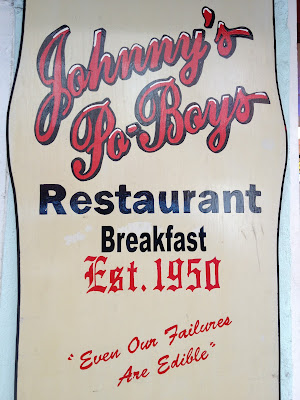 Johnny's
Po-Boys
Restaurant
Breakfast
Est. 1950
"Even Our Failures
Are Edible"